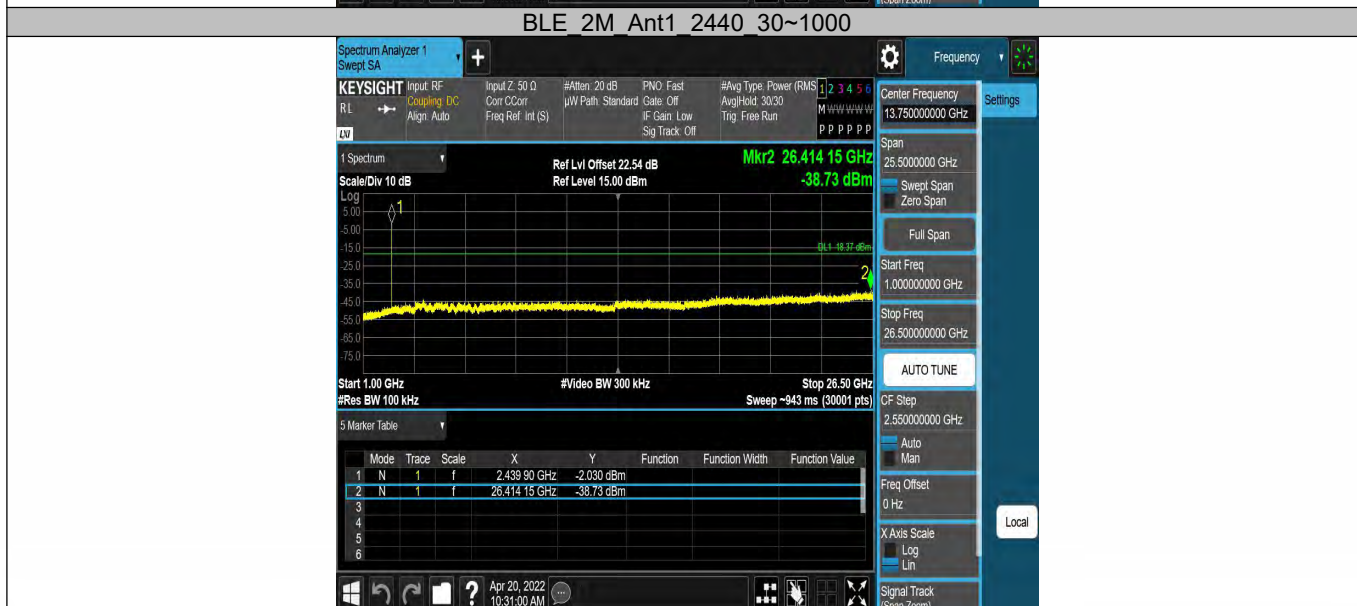 (Span Zoom)
BLE_2M_Ant1_2440_30~1000
Spectrum Analyzer 1
Swept SA
+
Frequency
KEYSIGHT
RL
LXI
Input: RF
Coupling: DC
Align: Auto
Input Z: 50 Ω
Corr CCorr
Freq Ref: Int (S)
#Atten: 20 dB
µW Path: Standard
PNO: Fast
Gate: Off
IF Gain: Low
Sig Track: Off
#Avg Type: Power (RMS
Avg|Hold: 30/30
Trig: Free Run
1 2 3 4 5 6
M W W W W W
P P P P P P
Center Frequency
13.750000000 GHz
Settings
1 Spectrum
Scale/Div 10 dB
Ref Lvl Offset 22.54 dB
Ref Level 15.00 dBm
Mkr2 26.414 15 GHz
-38.73 dBm
Log
5.00
-5.00
-15.0
-25.0
-35.0
-45.0
-55.0
-65.0
-75.0
1
DL1 -18.37 dBm
2
Start 1.00 GHz
#Res BW 100 kHz
#Video BW 300 kHz
Stop 26.50 GHz
Sweep ~943 ms (30001 pts)
Span
25.5000000 GHz
Swept Span
Zero Span
Full Span
Start Freq
1.000000000 GHz
Stop Freq
26.500000000 GHz
AUTO TUNE
CF Step
2.550000000 GHz
Auto
Man
Freq Offset
0 Hz
X Axis Scale
Log
Lin
Signal Track
(Span Zoom)
Local
5 Marker Table
Mode Trace Scale X Y Function Function Width Function Value
1 N 1 f 2.439 90 GHz -2.030 dBm
2 N 1 f 26.414 15 GHz -38.73 dBm
3
4
5
6
?
Apr 20, 2022
10:31:00 AM